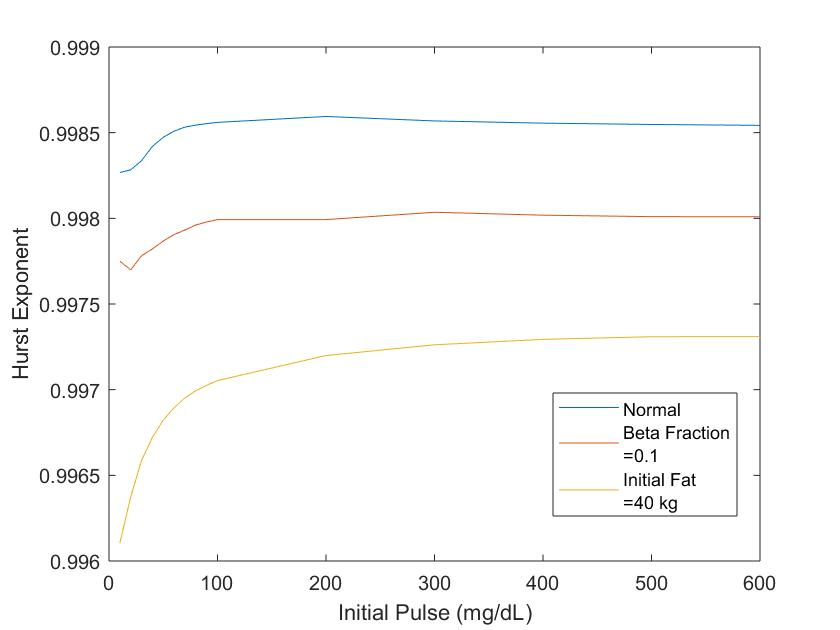 0.999
0.9985
0.998
0.9975
0.997
0.9965
0.996
Hurst Exponent
Normal
Beta Fraction
=0.1
Initial Fat
=40 kg
0 100 200 300 400 500 600
Initial Pulse (mg/dL)